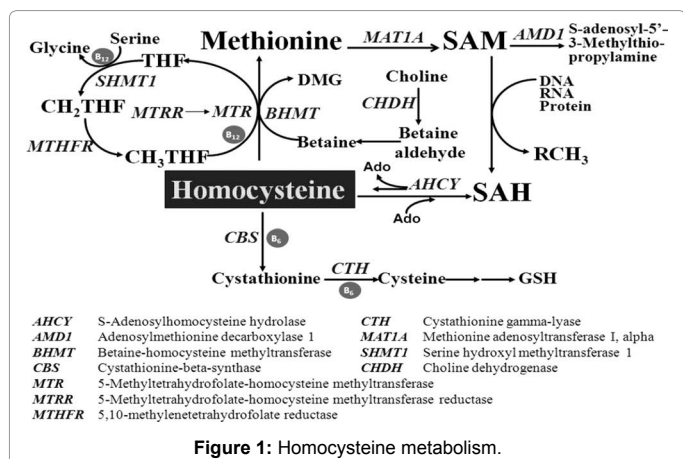 Glycine B12 Serine
THF
SHMT1
CH2THF
MTHFR
CH3THF
MTRR
MTR
B12
Methionine
MAT1A
SAM
AMD1
S-adenosyl-5'-
3-Methylthio-
propylamine
DMG
BHMT
Betaine
Choline
CHDH
Betaine
aldehyde
DNA
RNA
Protein
RCH3
Homocysteine
Ado
AHCY
Ado
SAH
CBS
B6
Cystathionine
CTH
B6
Cysteine
GSH
AHCY S-Adenosylhomocysteine hydrolase
AMD1 Adenosylmethionine decarboxylase 1
BHMT Betaine-homocysteine methyltransferase
CBS Cystathionine-beta-synthase
MTR 5-Methyltetrahydrofolate-homocysteine methyltransferase
MTRR 5-Methyltetrahydrofolate-homocysteine methyltransferase reductase
MTHFR 5,10-methylenetetrahydrofolate reductase
CTH Cystathionine gamma-lyase
MAT1A Methionine adenosyltransferase I, alpha
SHMT1 Serine hydroxyl methyltransferase 1
CHDH Choline dehydrogenase
Figure 1: Homocysteine metabolism.